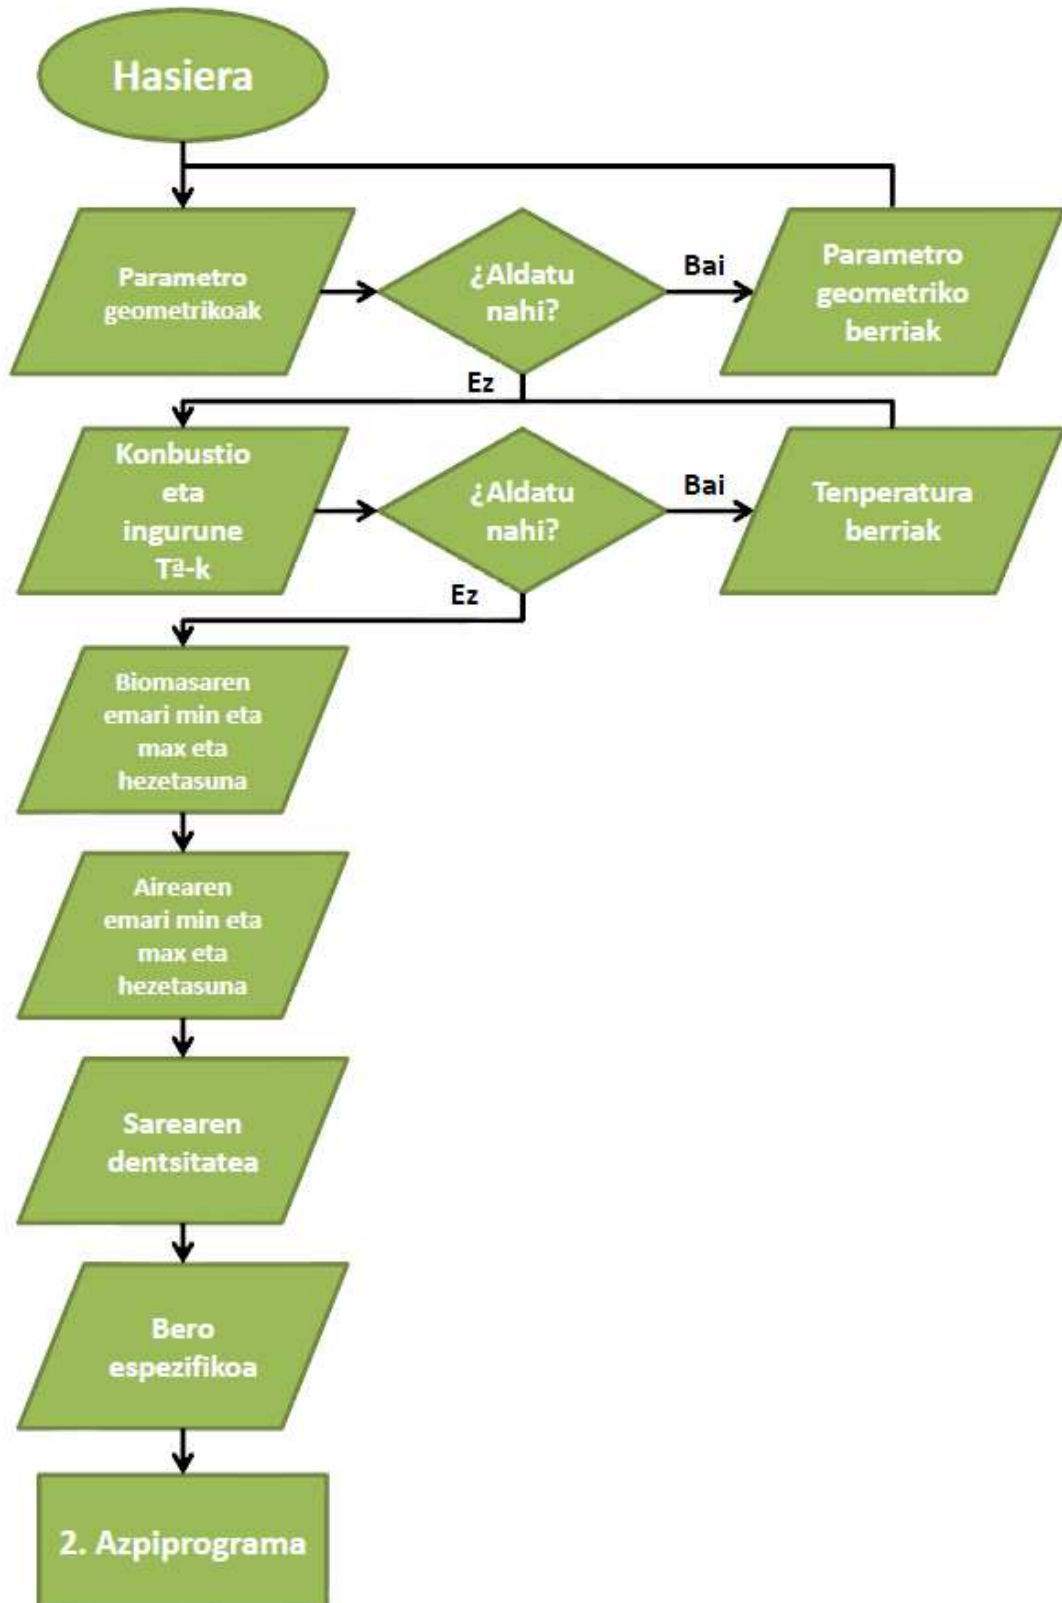 Hasiera
Parametro
geometrikoak
¿Aldatu
nahi?
Bai
Parametro
geometriko
berriak
Ez
Konbustio
eta
ingurune
Tª-k
¿Aldatu
nahi?
Bai
Tenperatura
berriak
Ez
Biomasaren
emari min eta
max eta
hezetasuna
Airearen
emari min eta
max eta
hezetasuna
Sarearen
dentsitatea
Bero
espezifikoa
2. Azpiprograma